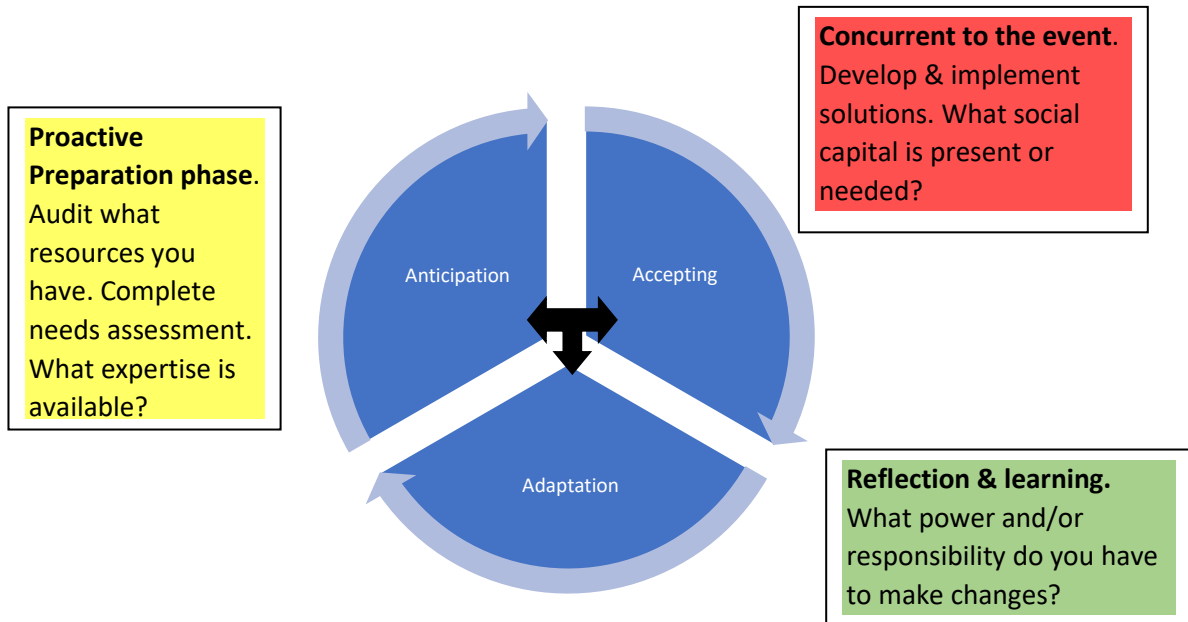 Proactive
Preparation phase.
Audit what
resources you
have. Complete
needs assessment.
What expertise is
available?
Concurrent to the event.
Develop & implement
solutions. What social
capital is present or
needed?
Anticipation
Accepting
Adaptation
Reflection & learning.
What power and/or
responsibility do you have
to make changes?